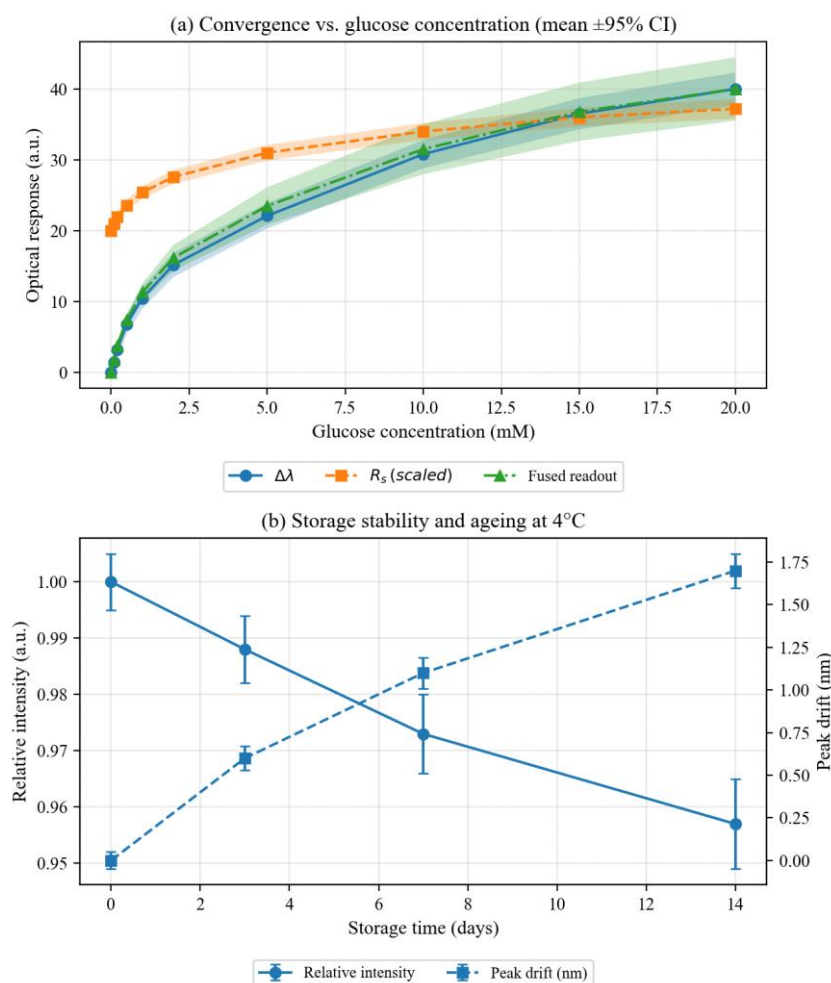 (a) Convergence vs. glucose concentration (mean ±95% CI)
Optical response (a.u.)
40
30
20
10
0
0.0 2.5 5.0 7.5 10.0 12.5 15.0 17.5 20.0
Glucose concentration (mM)
Δλ R_s (scaled) Fused readout
(b) Storage stability and ageing at 4°C
Relative intensity (a.u.)
1.00
0.99
0.98
0.97
0.96
0.95
1.75
1.50
1.25
1.00
0.75
0.50
0.25
0.00
Peak drift (nm)
0 2 4 6 8 10 12 14
Storage time (days)
Relative intensity Peak drift (nm)